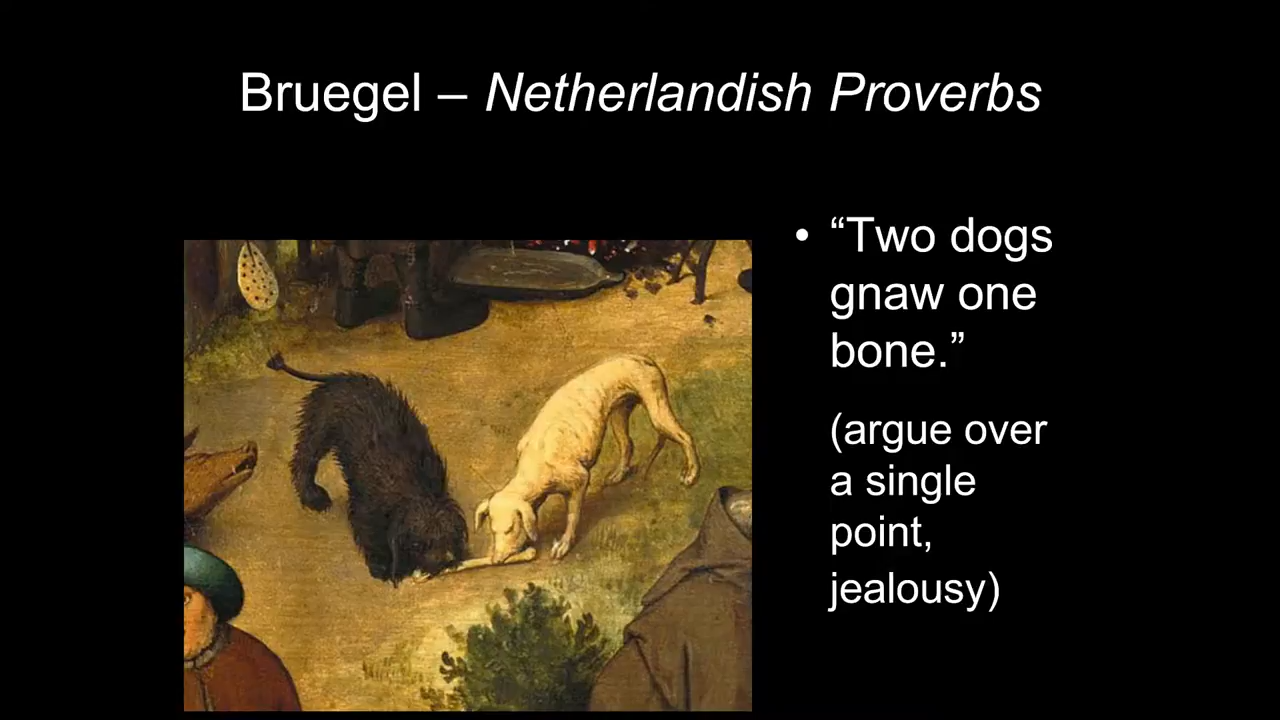 Bruegel – Netherlandish Proverbs
• “Two dogs
gnaw one
bone.”
(argue over
a single
point,
jealousy)